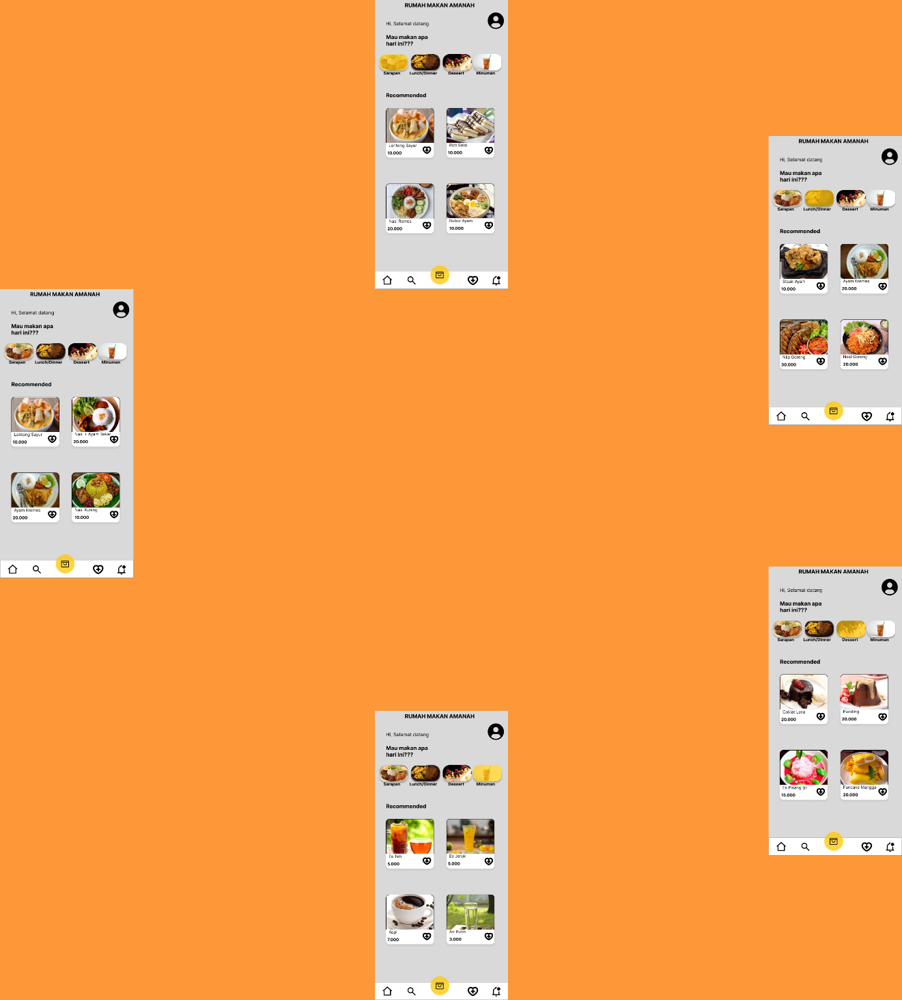 RUMAH MAKAN AMANAH
Hi, Selamat datang
Mau makan apa
hari ini???
Sarapan Lunch/Dinner Dessert Minuman
Recommended
Lontong Sayur Roti Selai
10.000 10.000
Nasi Rames Bubur Ayam
20.000 10.000
RUMAH MAKAN AMANAH
Hi, Selamat datang
Mau makan apa
hari ini???
Sarapan Lunch/Dinner Dessert Minuman
Recommended
Steak Ayam Ayam Kremes
10.000 20.000
Nila Goreng Nasi Goreng
30.000 20.000
RUMAH MAKAN AMANAH
Hi, Selamat datang
Mau makan apa
hari ini???
Sarapan Lunch/Dinner Dessert Minuman
Recommended
Lontong Sayur Nasi + Ayam Bakar
10.000 20.000
Ayam Kremes Nasi Kuning
20.000 10.000
RUMAH MAKAN AMANAH
Hi, Selamat datang
Mau makan apa
hari ini???
Sarapan Lunch/Dinner Dessert Minuman
Recommended
Coklat Lava Pudding
20.000 20.000
Es Pisang Ijo Pancake Mangga
15.000 20.000
RUMAH MAKAN AMANAH
Hi, Selamat datang
Mau makan apa
hari ini???
Sarapan Lunch/Dinner Dessert Minuman
Recommended
Es Teh Es Jeruk
5.000 5.000
Kopi Air Putih
7.000 3.000